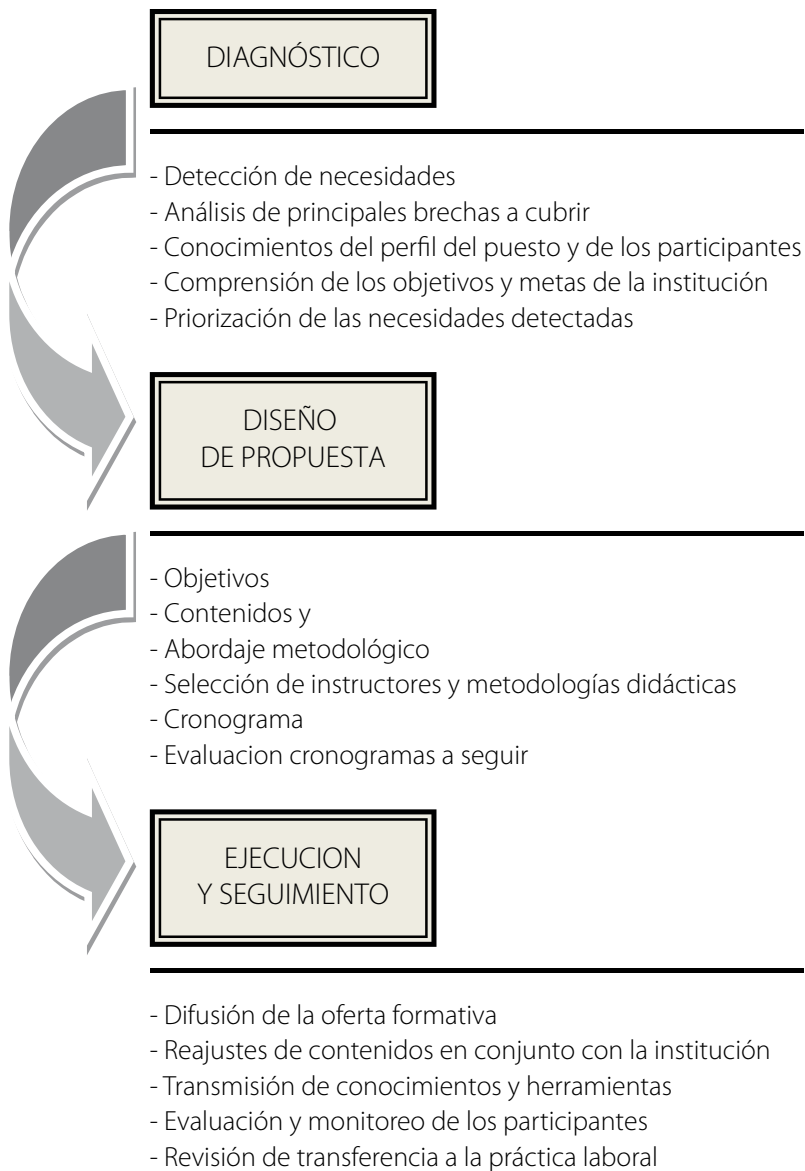 DIAGNÓSTICO
- Detección de necesidades
- Análisis de principales brechas a cubrir
- Conocimientos del perfil del puesto y de los participantes
- Comprensión de los objetivos y metas de la institución
- Priorización de las necesidades detectadas
DISEÑO
DE PROPUESTA
- Objetivos
- Contenidos y
- Abordaje metodológico
- Selección de instructores y metodologías didácticas
- Cronograma
- Evaluacion cronogramas a seguir
EJECUCION
Y SEGUIMIENTO
- Difusión de la oferta formativa
- Reajustes de contenidos en conjunto con la institución
- Transmisión de conocimientos y herramientas
- Evaluación y monitoreo de los participantes
- Revisión de transferencia a la práctica laboral